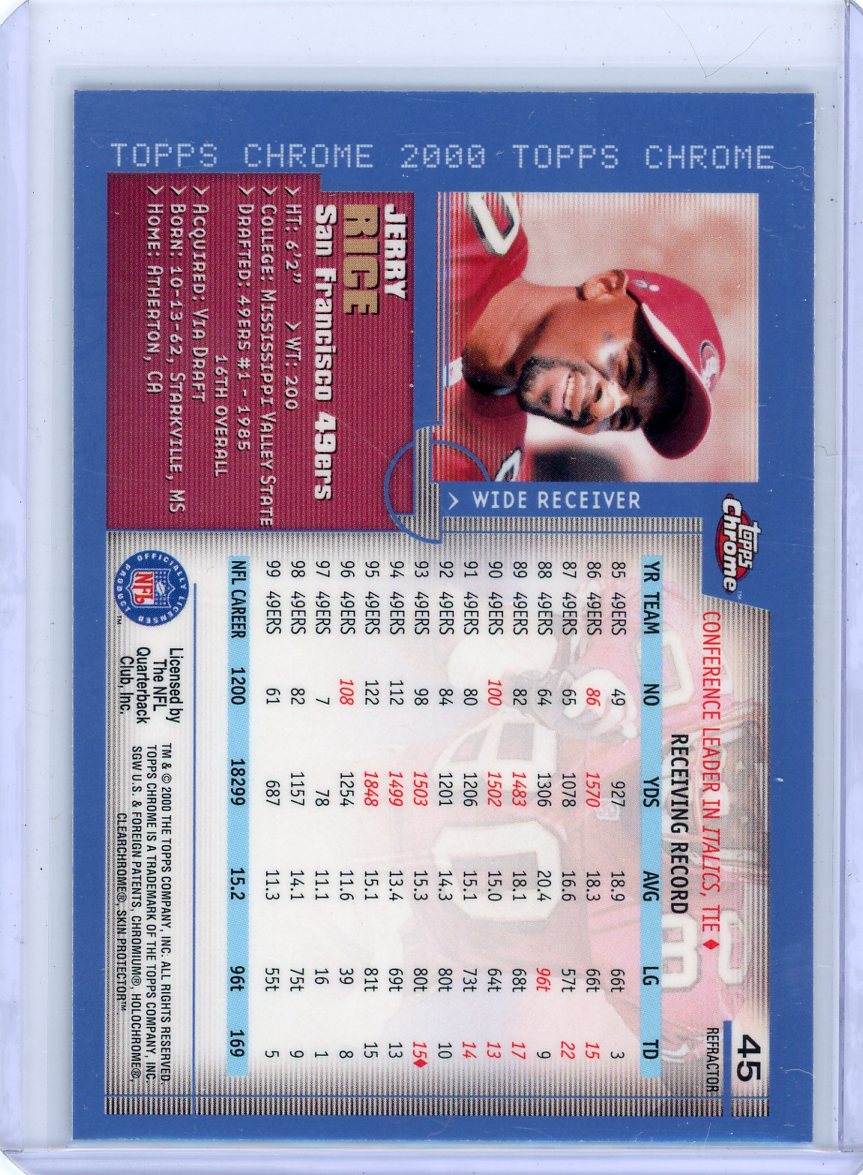 TOPPS CHROME 2000 TOPPS CHROME
JERRY
RICE
San Francisco 49ers
> HT: 6'2" > WT: 200
> COLLEGE: MISSISSIPPI VALLEY STATE
> DRAFTED: 49ERS #1 - 1985
16TH OVERALL
> ACQUIRED: VIA DRAFT
> BORN: 10-13-62, STARKVILLE, MS
> HOME: ATHERTON, CA
> WIDE RECEIVER
Topps
Chrome™
45
REFRACTOR
CONFERENCE LEADER IN ITALICS, TIE ♦
RECEIVING RECORD
YR TEAM NO YDS AVG LG TD
85 49ERS 49 927 18.9 66t 3
86 49ERS 86 1570 18.3 66t 15
87 49ERS 65 1078 16.6 57t 22
88 49ERS 64 1306 20.4 96t 9
89 49ERS 82 1483 18.1 68t 17
90 49ERS 100 1502 15.0 64t 13
91 49ERS 80 1206 15.1 73t 14
92 49ERS 84 1201 14.3 80t 10
93 49ERS 98 1503 15.3 80t 15♦
94 49ERS 112 1499 13.4 69t 13
95 49ERS 122 1848 15.1 81t 15
96 49ERS 108 1254 11.6 39 8
97 49ERS 7 78 11.1 16 1
98 49ERS 82 1157 14.1 75t 9
99 49ERS 61 687 11.3 55t 5
NFL CAREER 1200 18299 15.2 96t 169
OFFICIALLY LICENSED PRODUCT
NFL
™
Licensed by
The NFL
Quarterback
Club, Inc.
TM & © 2000 THE TOPPS COMPANY, INC. ALL RIGHTS RESERVED.
TOPPS CHROME IS A TRADEMARK OF THE TOPPS COMPANY, INC.
SGW U.S. & FOREIGN PATENTS, CHROMIUM®, HOLOCHROME®,
CLEARCHROME®, SKIN-PROTECTOR™.